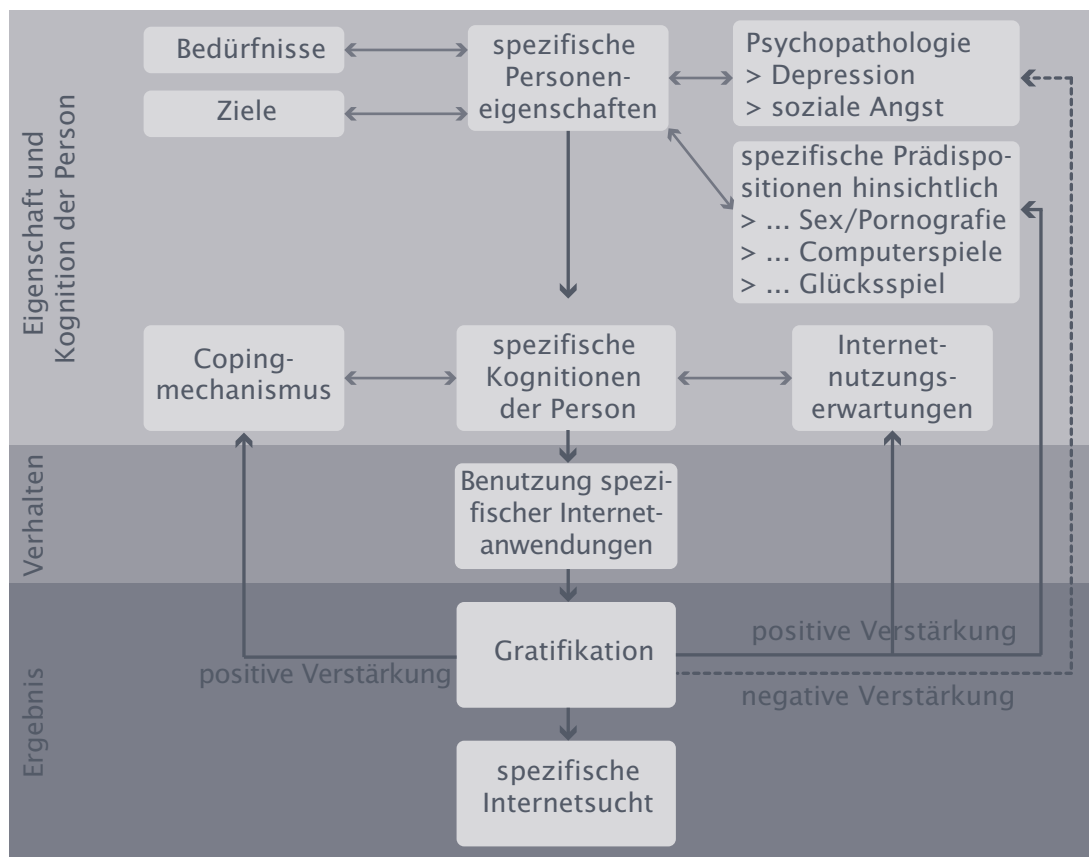 Eigenschaft und
Kognition der Person
Bedürfnisse
Ziele
spezifische
Personen-
eigenschaften
Psychopathologie
> Depression
> soziale Angst
spezifische Prädispo-
sitionen hinsichtlich
> ... Sex/Pornografie
> ... Computerspiele
> ... Glücksspiel
Coping-
mechanismus
spezifische
Kognitionen
der Person
Internet-
nutzungs-
erwartungen
Verhalten
Benutzung spezi-
fischer Internet-
anwendungen
Ergebnis
Gratifikation
positive Verstärkung
positive Verstärkung
negative Verstärkung
spezifische
Internetsucht